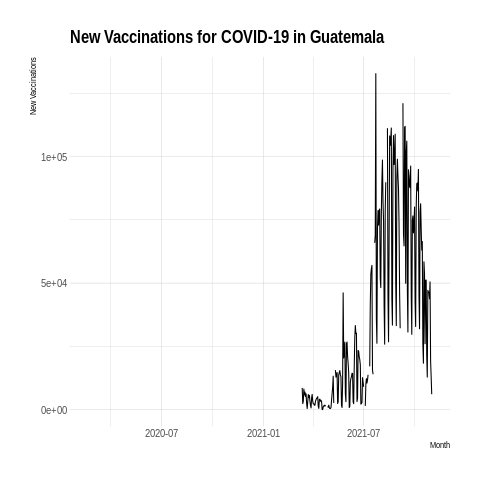 New Vaccinations for COVID-19 in Guatemala
New Vaccinations
1e+05
5e+04
0e+00
2020-07
2021-01
2021-07
Month